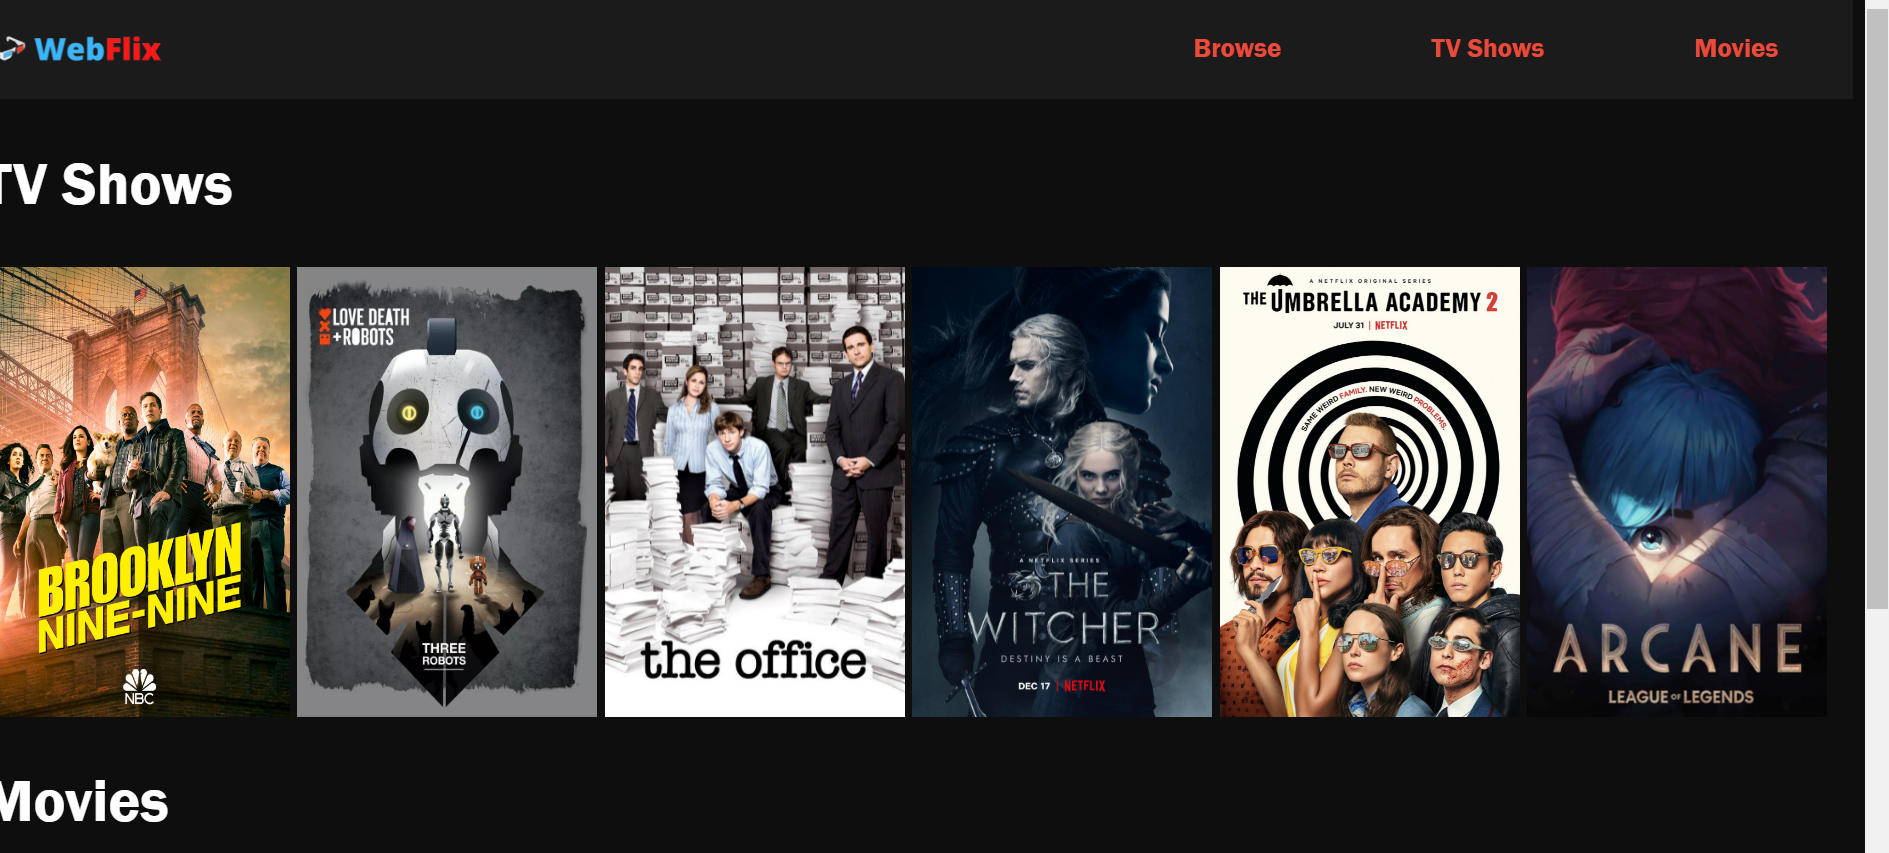 WebFlix
Browse
TV Shows
Movies
TV Shows
BROOKLYN
NINE-NINE
NBC
LOVE DEATH
+ROBOTS
THREE
ROBOTS
the office
A NETFLIX SERIES
THE
WITCHER
DESTINY IS A BEAST
DEC 17 | NETFLIX
A NETFLIX ORIGINAL SERIES
THE UMBRELLA ACADEMY 2
JULY 31 | NETFLIX
SAME WEIRD FAMILY. NEW WEIRD PROBLEMS.
ARCANE
LEAGUE OF LEGENDS
Movies